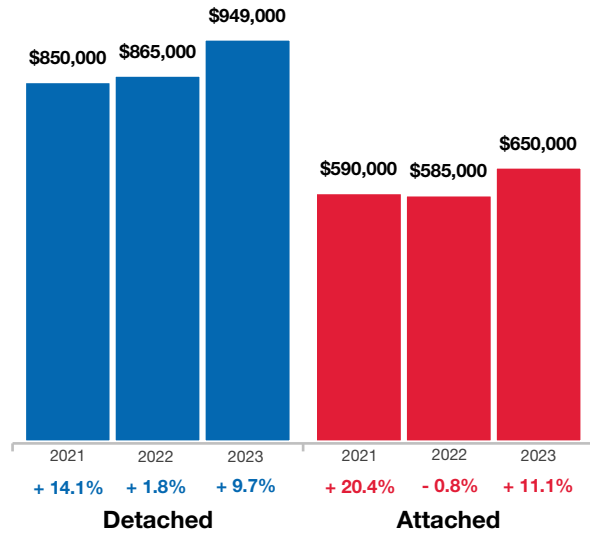 $949,000
$850,000 $865,000
$650,000
$590,000 $585,000
2021 2022 2023 2021 2022 2023
+ 14.1% + 1.8% + 9.7% + 20.4% - 0.8% + 11.1%
Detached Attached